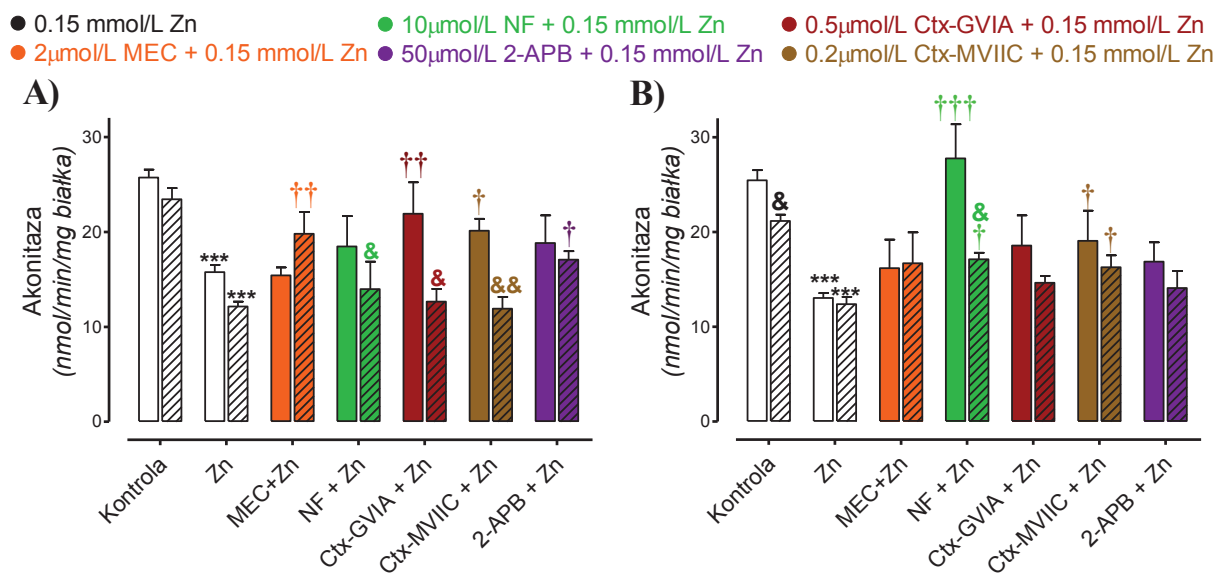 0.15 mmol/L Zn
10μmol/L NF + 0.15 mmol/L Zn
0.5μmol/L Ctx-GVIA + 0.15 mmol/L Zn
2μmol/L MEC + 0.15 mmol/L Zn
50μmol/L 2-APB + 0.15 mmol/L Zn
0.2μmol/L Ctx-MVIIC + 0.15 mmol/L Zn
A)
Akonitaza
(nmol/min/mg białka)
30
20
10
0
***
***
††
&
††
&
†
&&
†
Kontrola
Zn
MEC+Zn
NF + Zn
Ctx-GVIA + Zn
Ctx-MVIIC + Zn
2-APB + Zn
B)
Akonitaza
(nmol/min/mg białka)
30
20
10
0
&
***
***
†††
&
†
†
†
Kontrola
Zn
MEC+Zn
NF + Zn
Ctx-GVIA + Zn
Ctx-MVIIC + Zn
2-APB + Zn